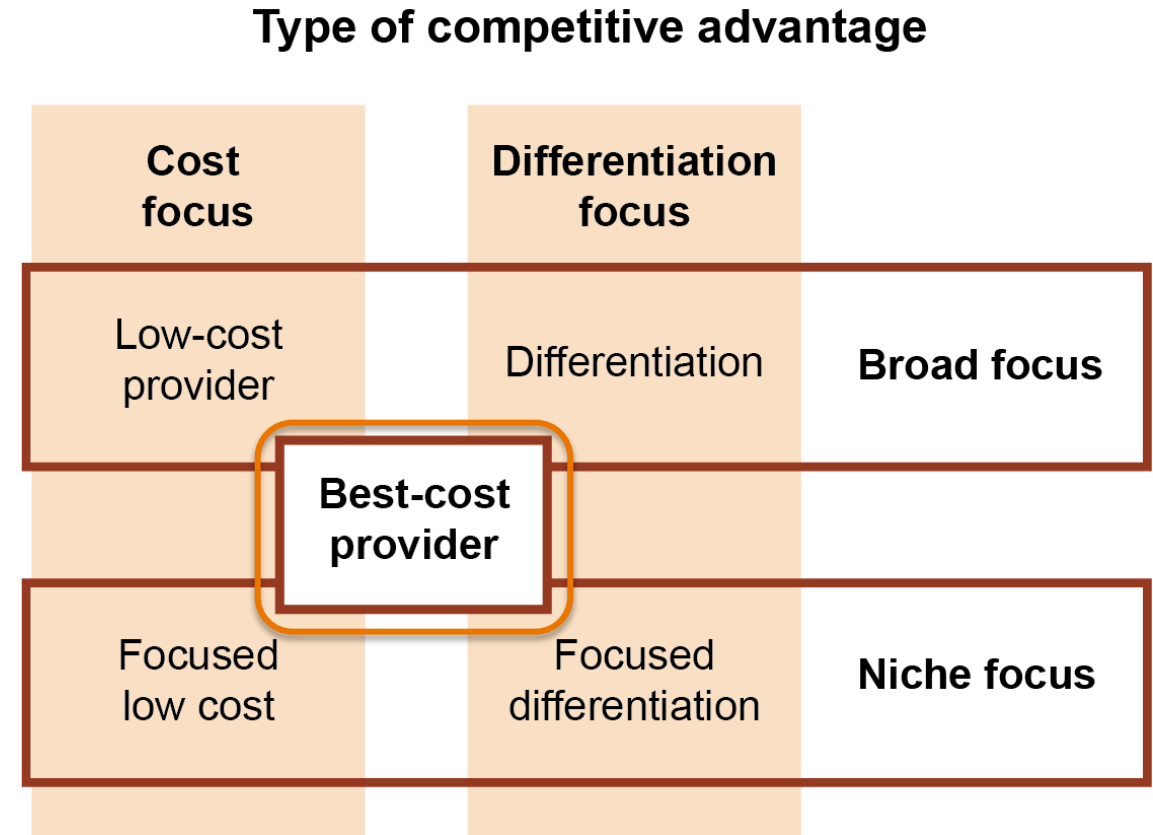 Type of competitive advantage
Cost
focus
Differentiation
focus
Low-cost
provider
Differentiation
Broad focus
Best-cost
provider
Focused
low cost
Focused
differentiation
Niche focus